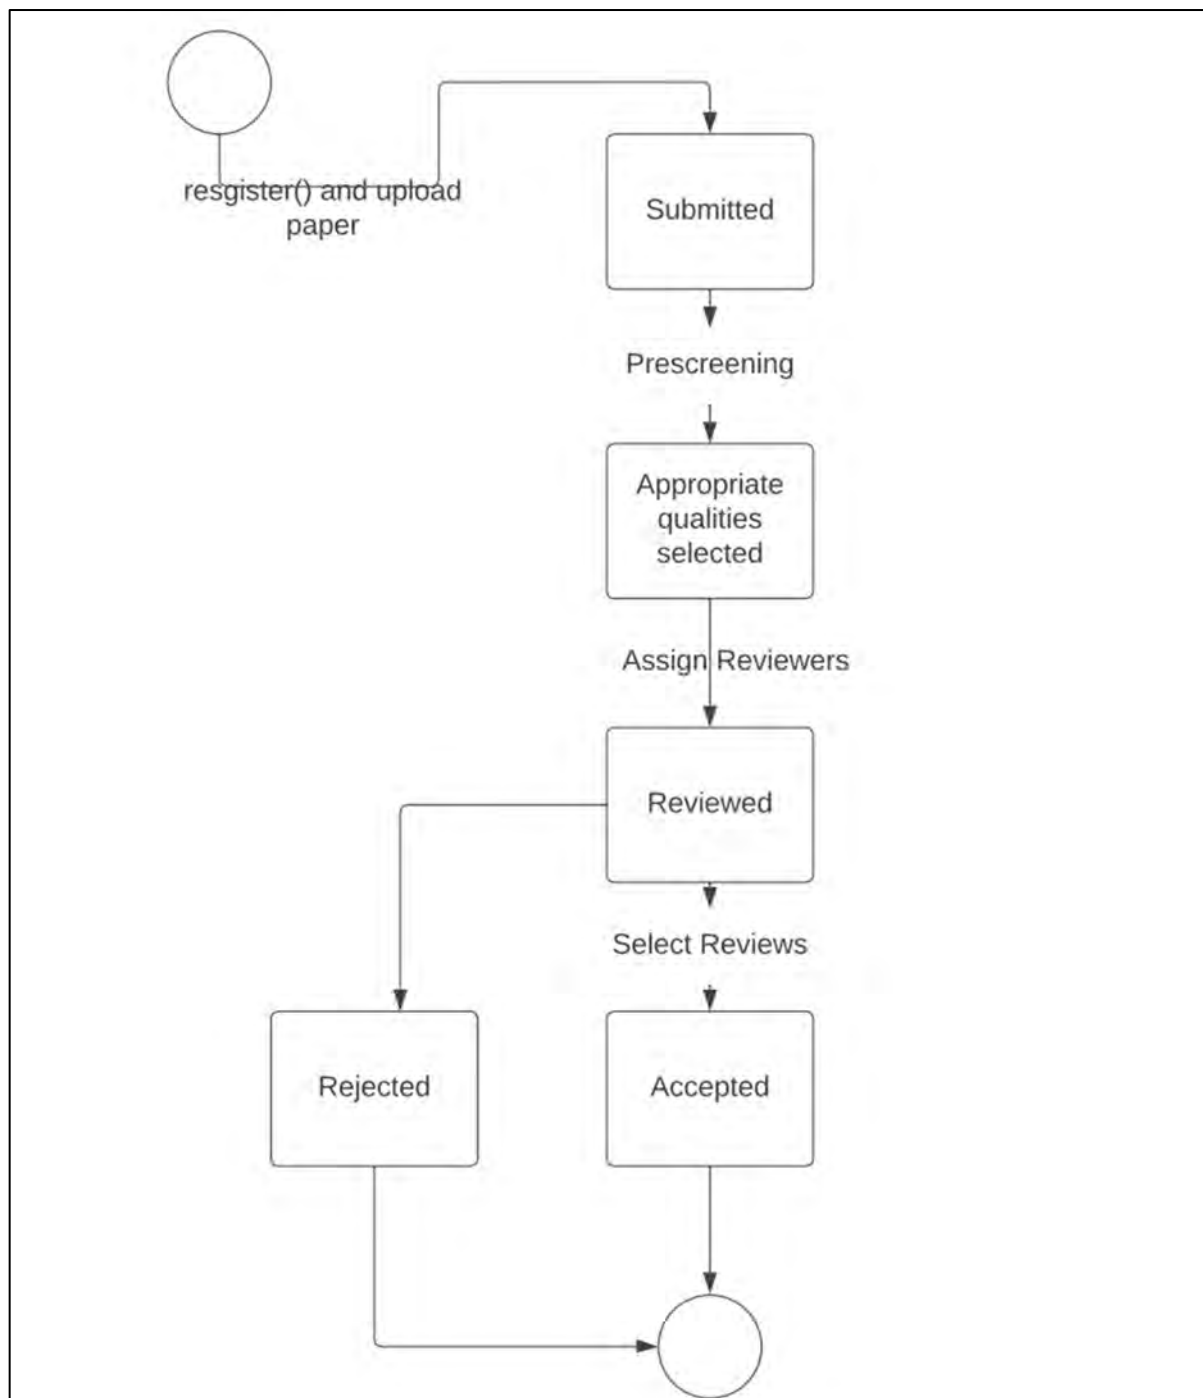 resgister() and upload
paper
Submitted
Prescreening
Appropriate
qualities
selected
Assign Reviewers
Reviewed
Select Reviews
Rejected
Accepted